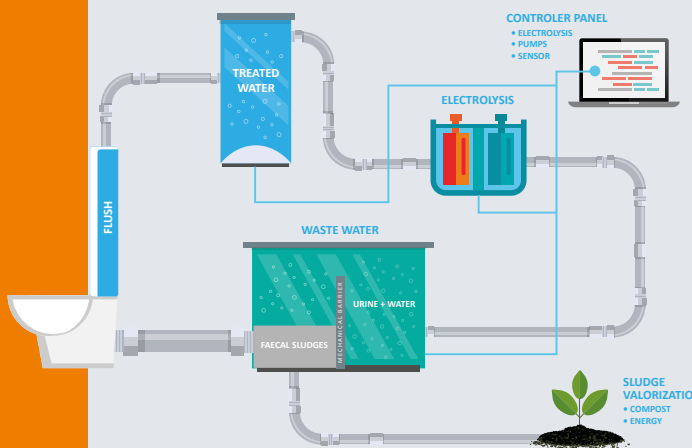 CONTROLER PANEL
• ELECTROLYSIS
• PUMPS
• SENSOR
TREATED
WATER
ELECTROLYSIS
FLUSH
WASTE WATER
MECHANICAL BARRIER
URINE + WATER
FAECAL SLUDGES
SLUDGE
VALORIZATIO
• COMPOST
• ENERGY